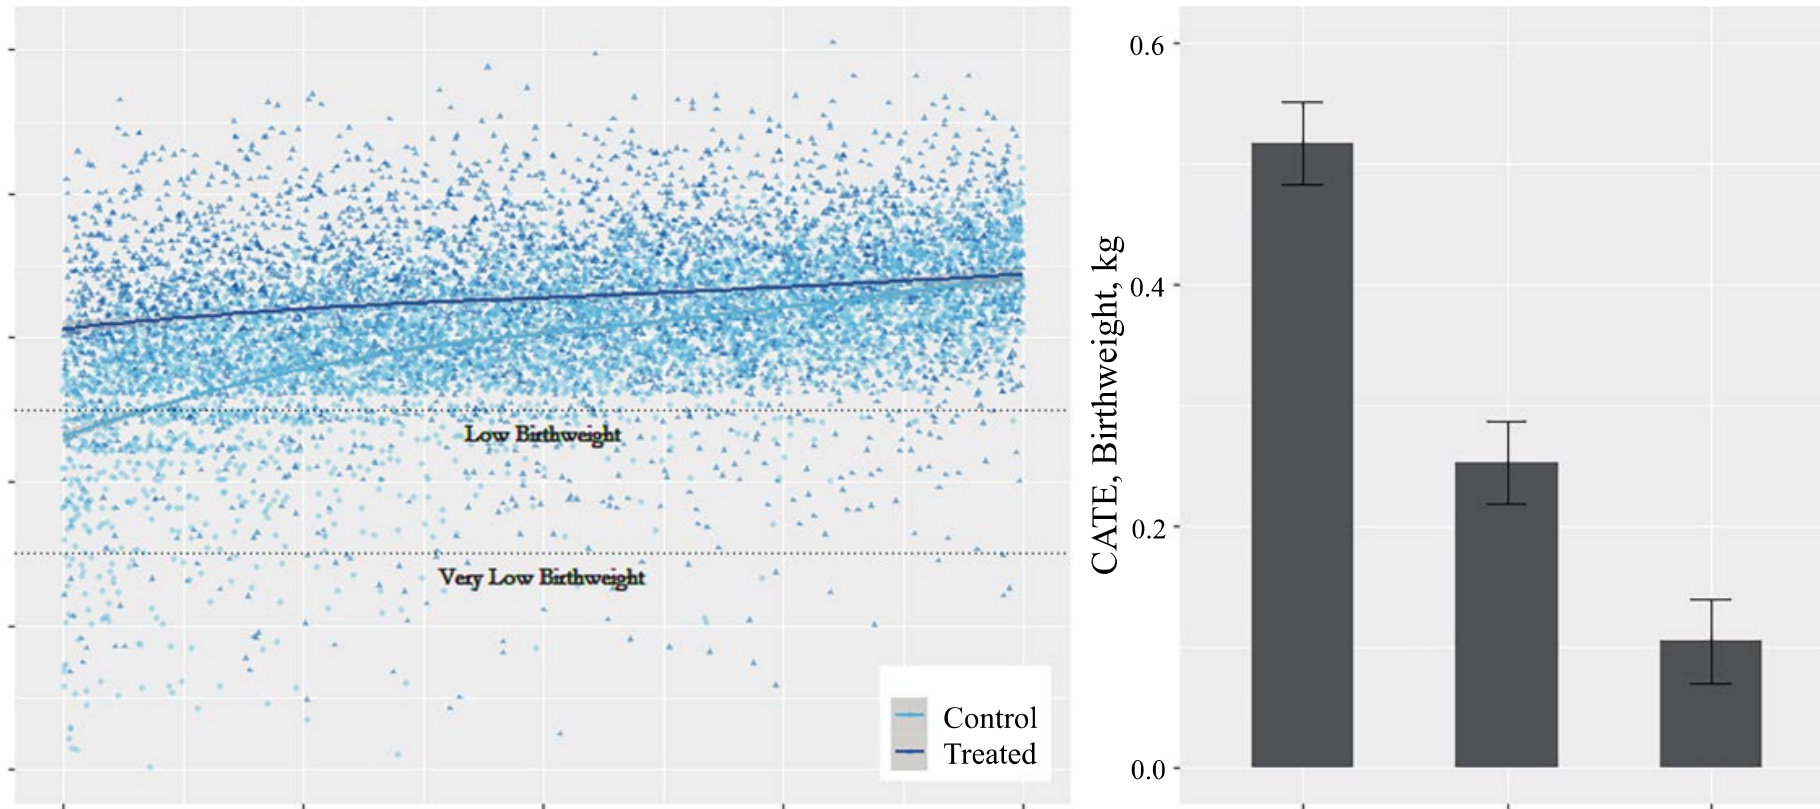 Low Birthweight
Very Low Birthweight
Control
Treated
CATE, Birthweight, kg
0.6
0.4
0.2
0.0